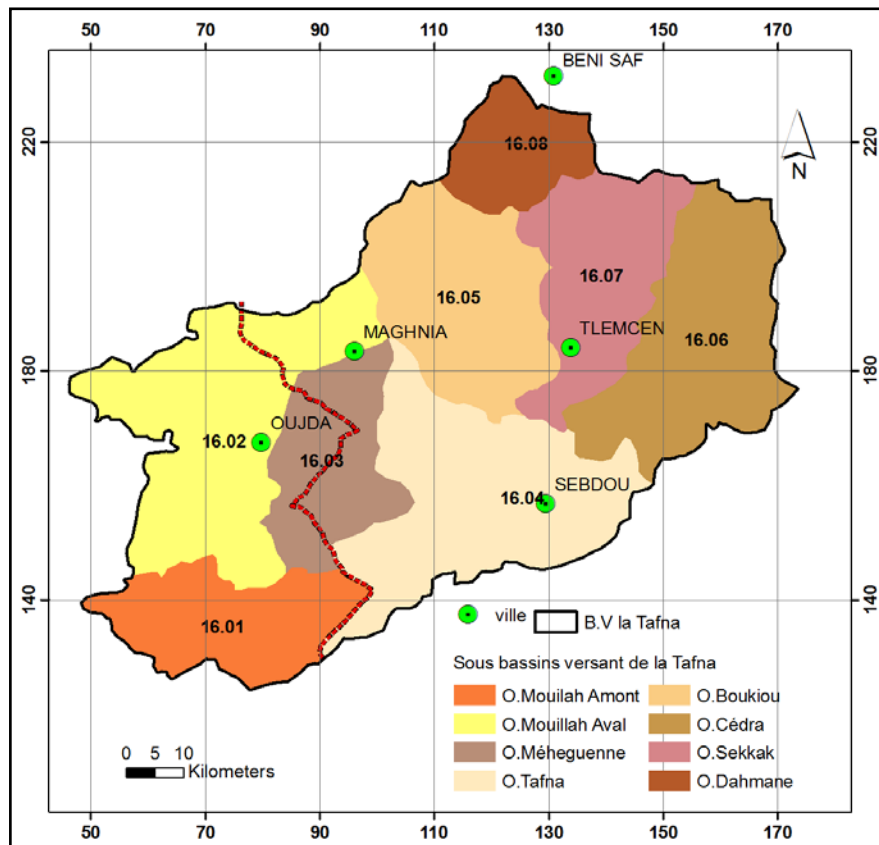 50 70 90 110 130 150 170
BENI SAF
220 220
16.08
N
16.07
16.05
TLEMCEN
MAGHNIA
16.06
180 180
OUJDA
16.02
16.03
SEBDOU
16.04
140 140
16.01
ville B.V la Tafna
Sous bassins versant de la Tafna
O.Mouilah Amont O.Boukiou
O.Mouillah Aval O.Cédra
O.Méheguenne O.Sekkak
O.Tafna O.Dahmane
0 5 10
Kilometers
50 70 90 110 130 150 170